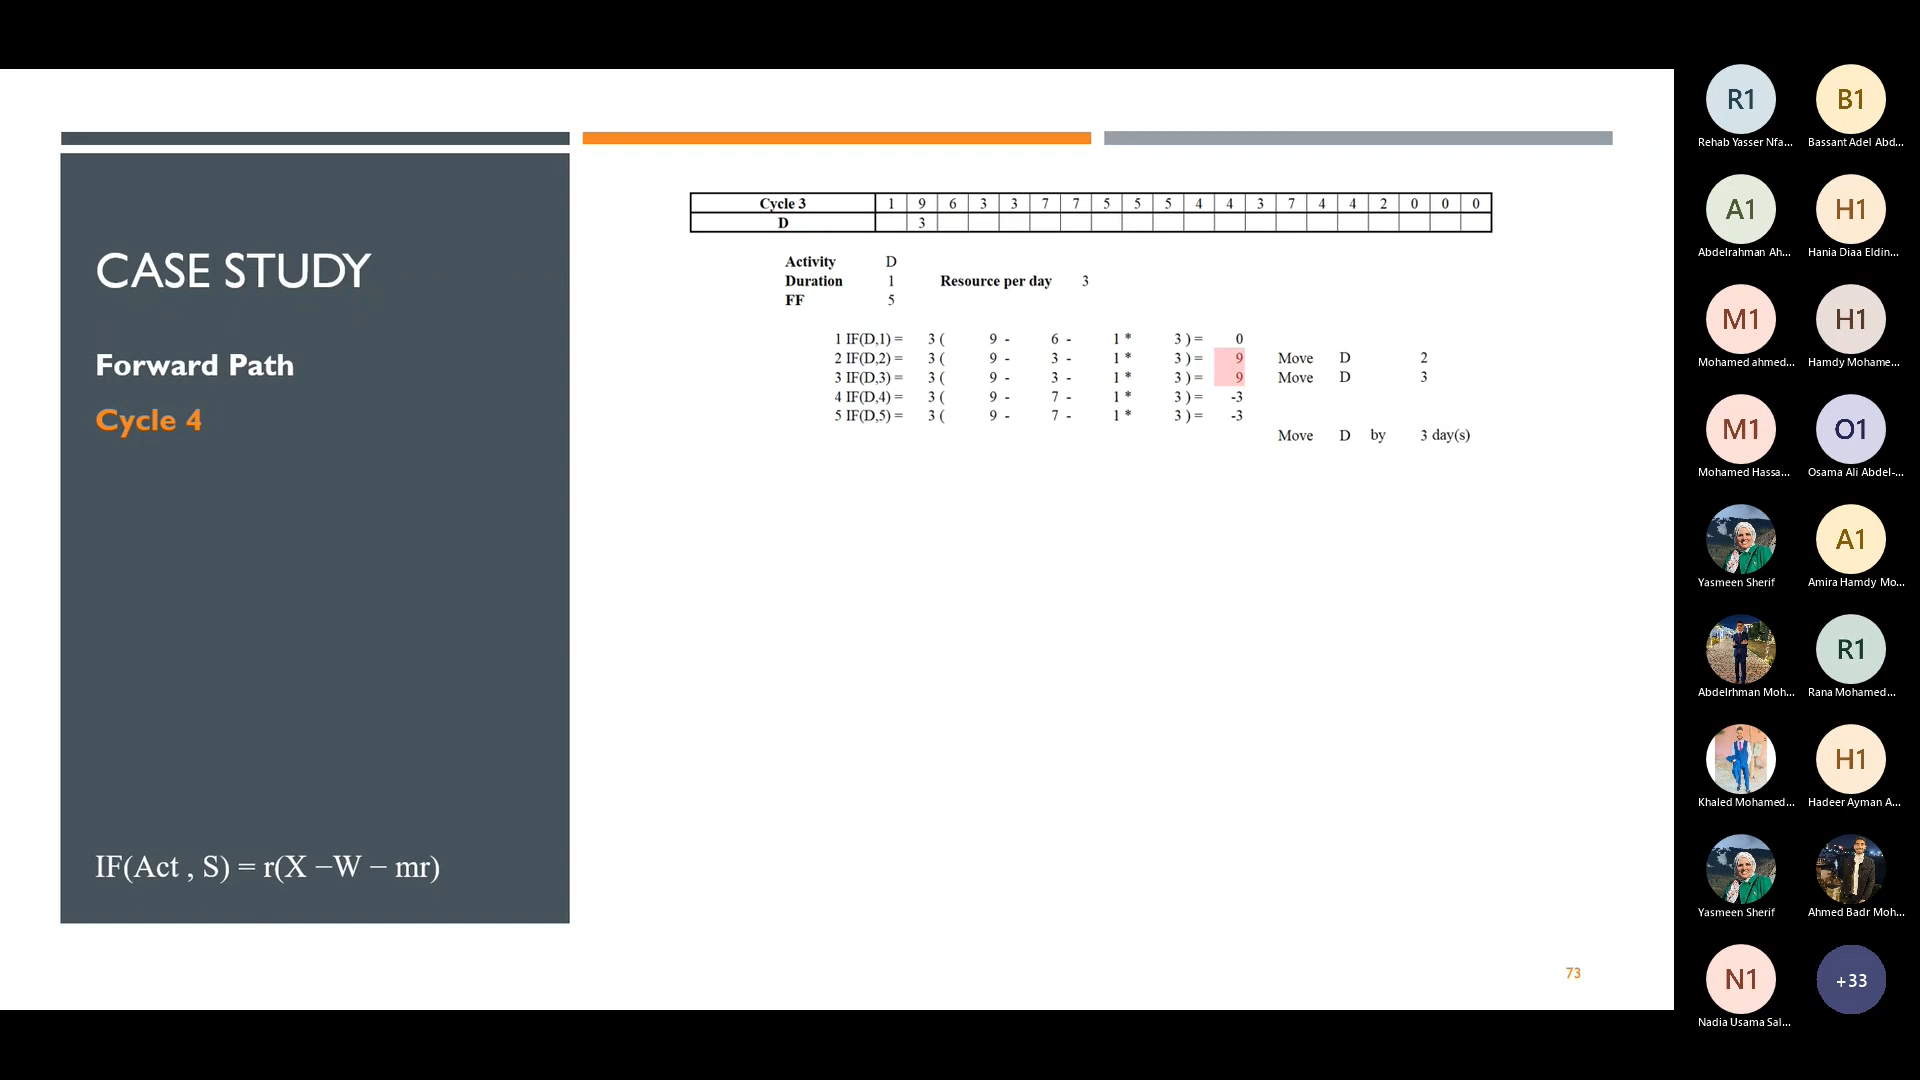 CASE STUDY
Forward Path
Cycle 4
IF(Act , S) = r(X −W − mr)
Cycle 3 1 9 6 3 3 7 7 5 5 5 4 4 3 7 4 4 2 0 0 0
D 3
Activity D
Duration 1 Resource per day 3
FF 5
1 IF(D,1) = 3 ( 9 - 6 - 1 * 3 ) = 0
2 IF(D,2) = 3 ( 9 - 3 - 1 * 3 ) = 9 Move D 2
3 IF(D,3) = 3 ( 9 - 3 - 1 * 3 ) = 9 Move D 3
4 IF(D,4) = 3 ( 9 - 7 - 1 * 3 ) = -3
5 IF(D,5) = 3 ( 9 - 7 - 1 * 3 ) = -3
Move D by 3 day(s)
73
R1 B1
Rehab Yasser Nfa... Bassant Adel Abd...
A1 H1
Abdelrahman Ah... Hania Diaa Eldin...
M1 H1
Mohamed ahmed... Hamdy Mohame...
M1 O1
Mohamed Hassa... Osama Ali Abdel-...
A1
Yasmeen Sherif Amira Hamdy Mo...
R1
Abdelrhman Moh... Rana Mohamed...
H1
Khaled Mohamed... Hadeer Ayman A...
Yasmeen Sherif Ahmed Badr Moh...
N1 +33
Nadia Usama Sal...